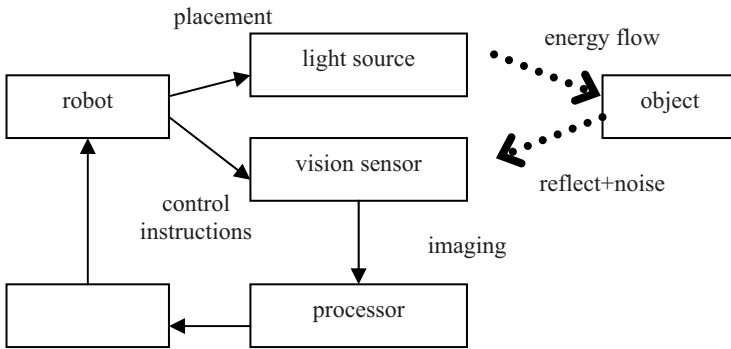 placement
light source
energy flow
robot
object
vision sensor
reflect+noise
control
instructions
imaging
processor